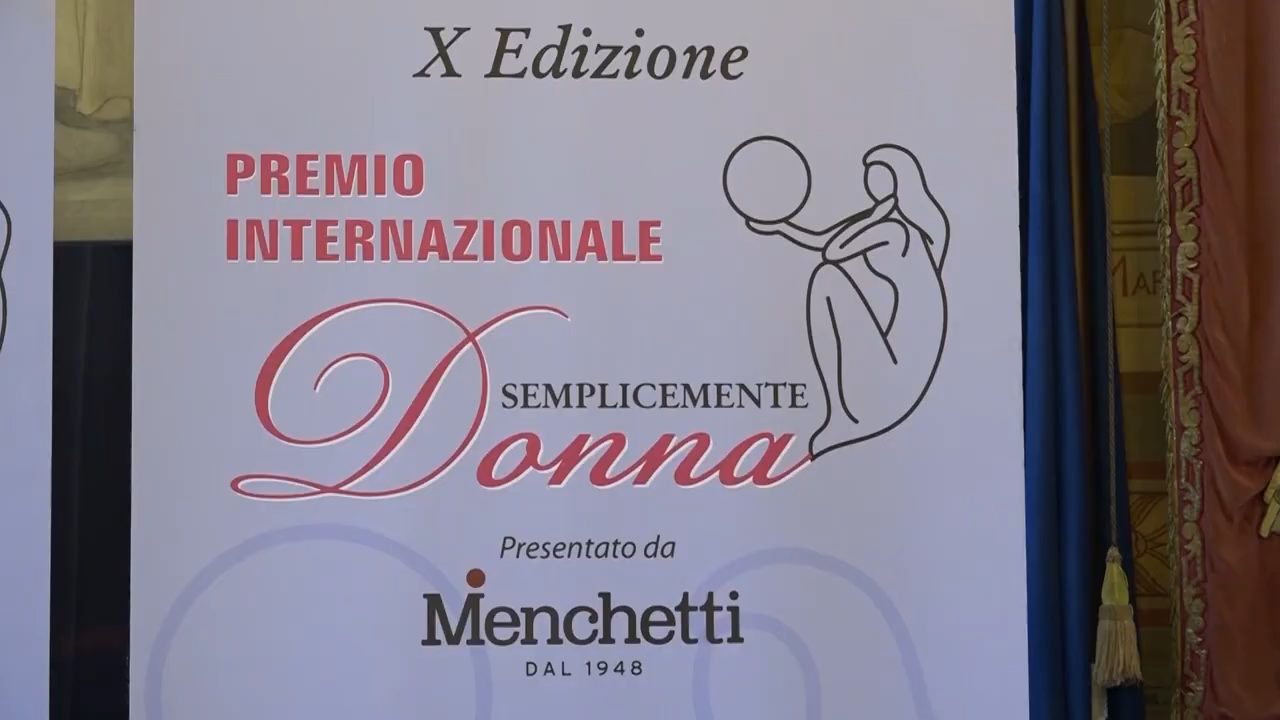 X Edizione
PREMIO
INTERNAZIONALE
SEMPLICEMENTE
Donna
Presentato da
Menchetti
DAL 1948